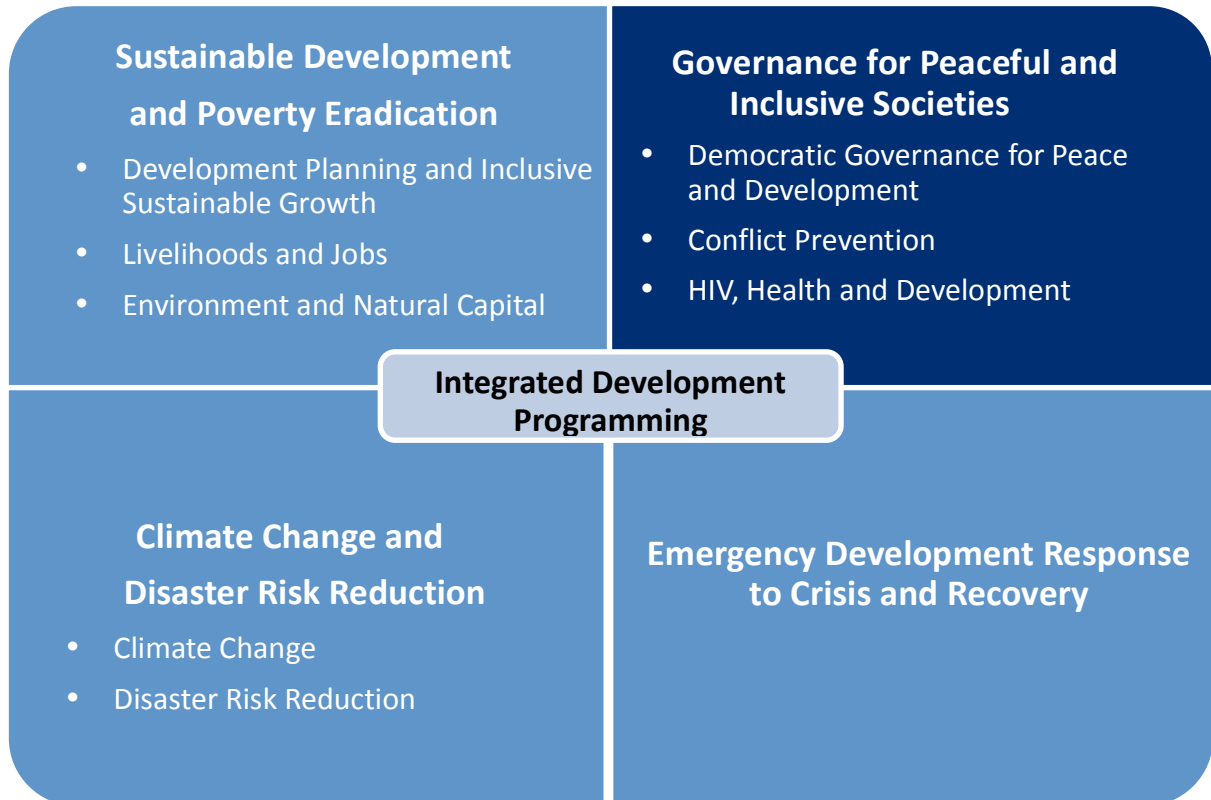 Sustainable Development
and Poverty Eradication
• Development Planning and Inclusive
Sustainable Growth
• Livelihoods and Jobs
• Environment and Natural Capital
Governance for Peaceful and
Inclusive Societies
• Democratic Governance for Peace
and Development
• Conflict Prevention
• HIV, Health and Development
Integrated Development
Programming
Climate Change and
Disaster Risk Reduction
• Climate Change
• Disaster Risk Reduction
Emergency Development Response
to Crisis and Recovery